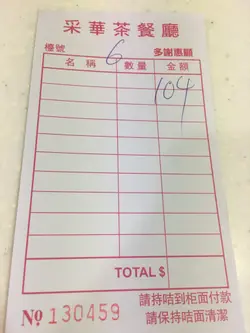 采華茶餐廳
檯號 6 多謝惠顧
名稱 數量 金額
104
TOTAL $
請持咭到柜面付款
№ 130459 請保持咭面清潔